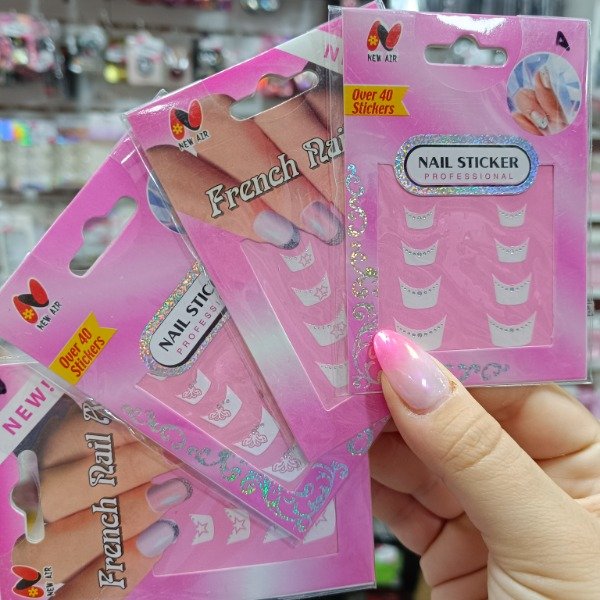 NEW AIR
Over 40
Stickers
NAIL STICKER
PROFESSIONAL
NEW AIR
French Nail
N
NEW AIR
Over 40
Stickers
NAIL STICK
PROFESSIONAL
NEW!
French Nail
NEW AIR